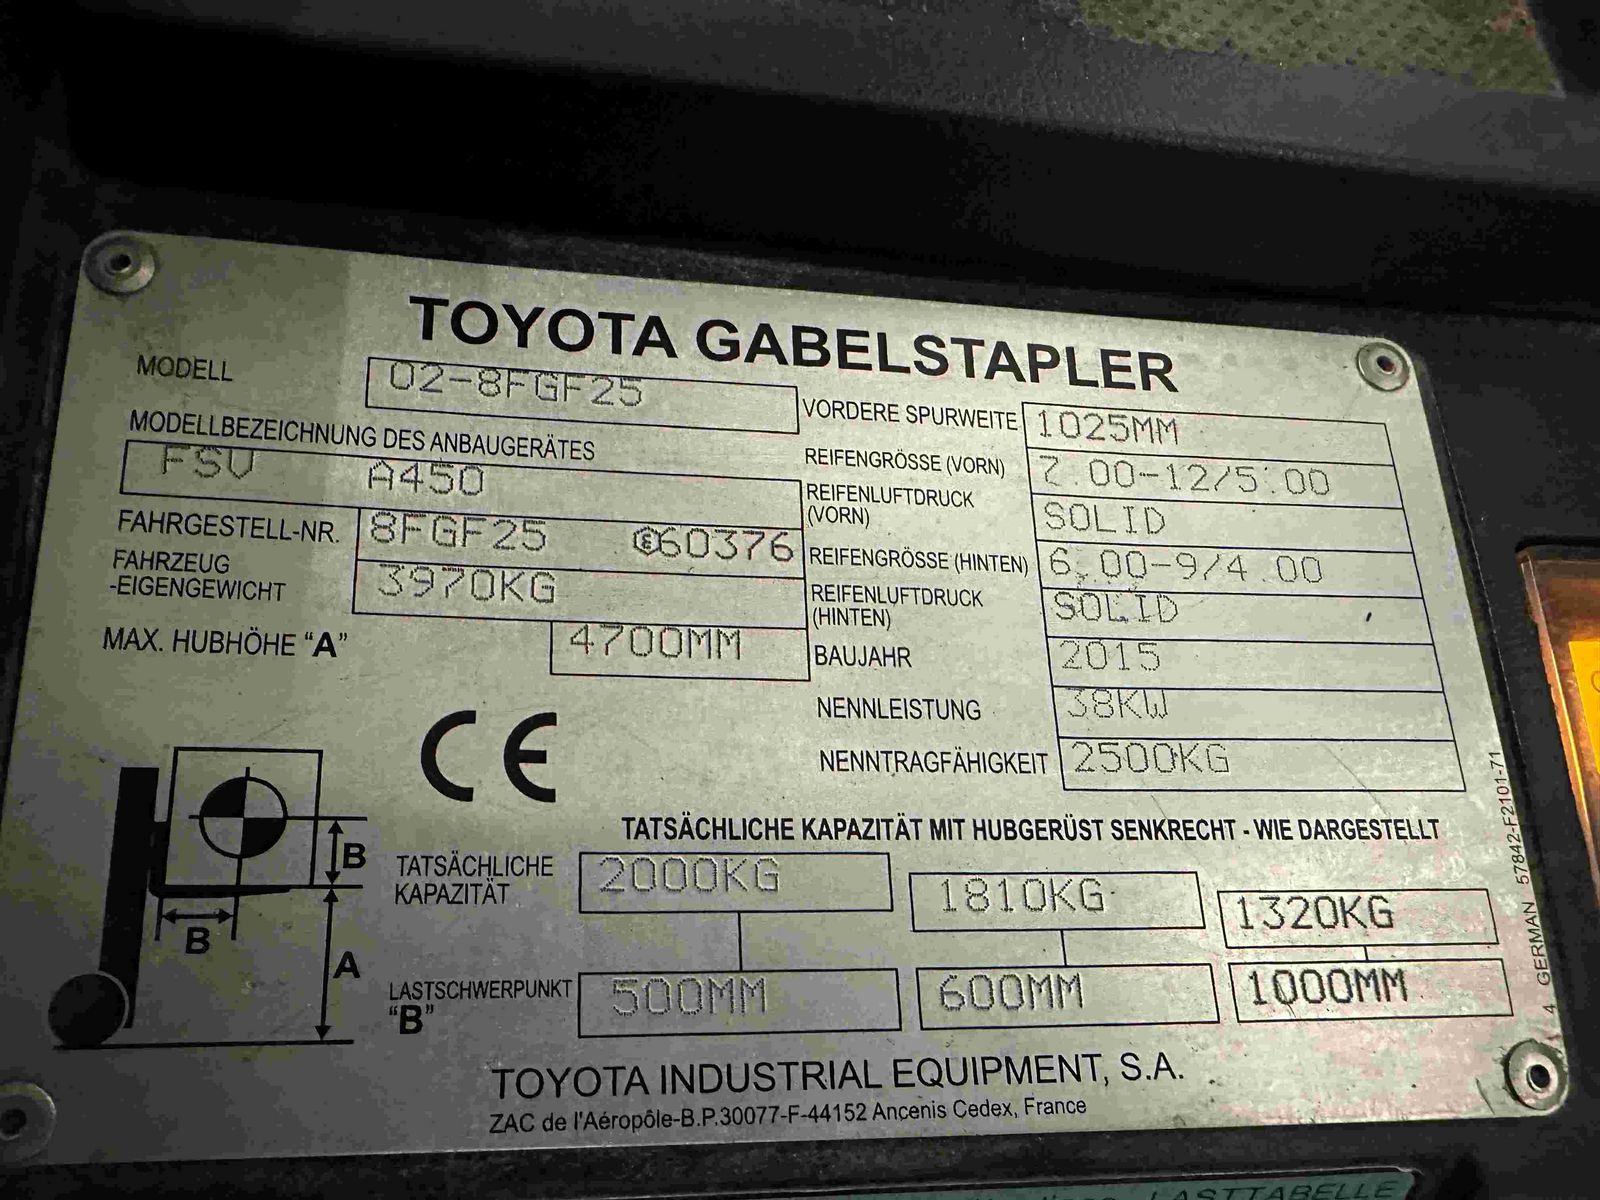 TOYOTA GABELSTAPLER
MODELL 02-8FGF25
MODELLBEZEICHNUNG DES ANBAUGERÄTES
FSV A450
FAHRGESTELL-NR. 8FGF25 E60376
FAHRZEUG
-EIGENGEWICHT 3970KG
MAX. HUBHÖHE "A" 4700MM
VORDERE SPURWEITE 1025MM
REIFENGRÖSSE (VORN) 7.00-12/5.00
REIFENLUFTDRUCK
(VORN) SOLID
REIFENGRÖSSE (HINTEN) 6.00-9/4.00
REIFENLUFTDRUCK
(HINTEN) SOLID
BAUJAHR 2015
NENNLEISTUNG 38KW
NENNTRAGFÄHIGKEIT 2500KG
CE
B
B
A
TATSÄCHLICHE KAPAZITÄT MIT HUBGERÜST SENKRECHT - WIE DARGESTELLT
TATSÄCHLICHE
KAPAZITÄT 2000KG 1810KG 1320KG
LASTSCHWERPUNKT
"B" 500MM 600MM 1000MM
TOYOTA INDUSTRIAL EQUIPMENT, S.A.
ZAC de l'Aéropôle-B.P.30077-F-44152 Ancenis Cedex, France
4 GERMAN 57842-F2101-71
LASTTABELLE